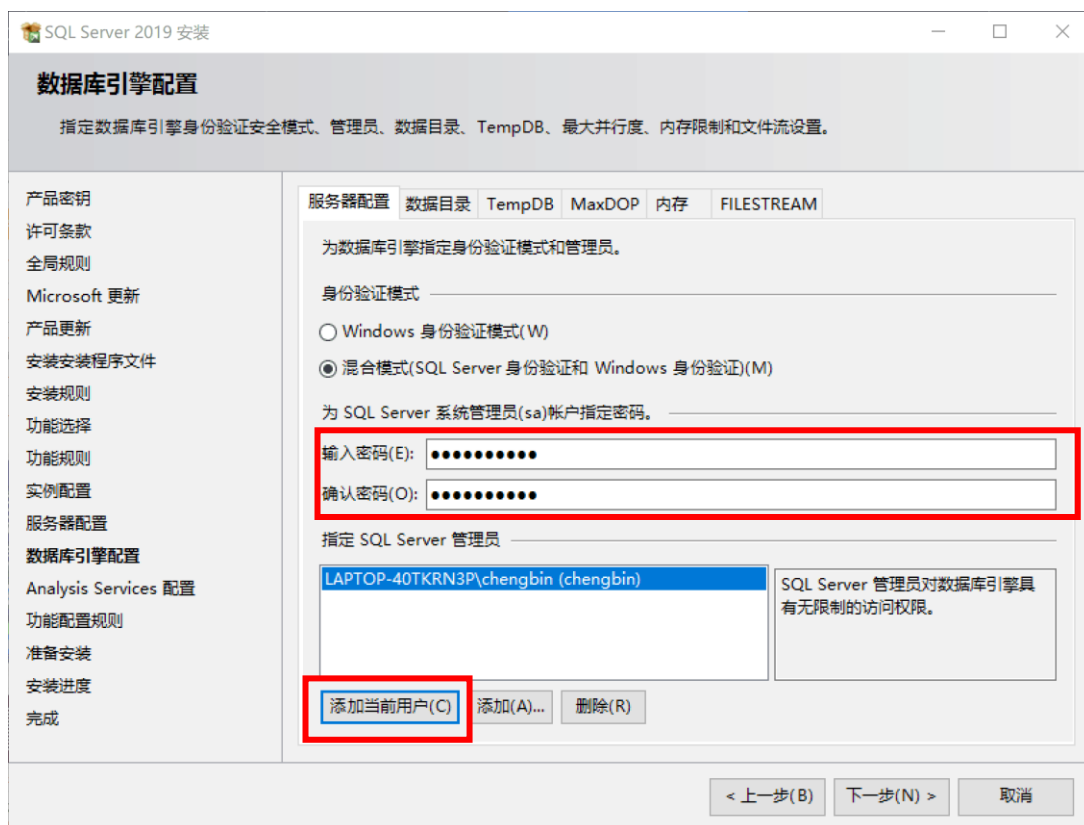 SQL Server 2019 安装
数据库引擎配置
指定数据库引擎身份验证安全模式、管理员、数据目录、TempDB、最大并行度、内存限制和文件流设置。
产品密钥
许可条款
全局规则
Microsoft 更新
产品更新
安装安装程序文件
安装规则
功能选择
功能规则
实例配置
服务器配置
数据库引擎配置
Analysis Services 配置
功能配置规则
准备安装
安装进度
完成
服务器配置 数据目录 TempDB MaxDOP 内存 FILESTREAM
为数据库引擎指定身份验证模式和管理员。
身份验证模式
Windows 身份验证模式(W)
混合模式(SQL Server 身份验证和 Windows 身份验证)(M)
为 SQL Server 系统管理员(sa)帐户指定密码。
输入密码(E): ●●●●●●●●●●
确认密码(O): ●●●●●●●●●●
指定 SQL Server 管理员
LAPTOP-40TKRN3P\chengbin (chengbin)
SQL Server 管理员对数据库引擎具
有无限制的访问权限。
添加当前用户(C) 添加(A)... 删除(R)
< 上一步(B) 下一步(N) > 取消